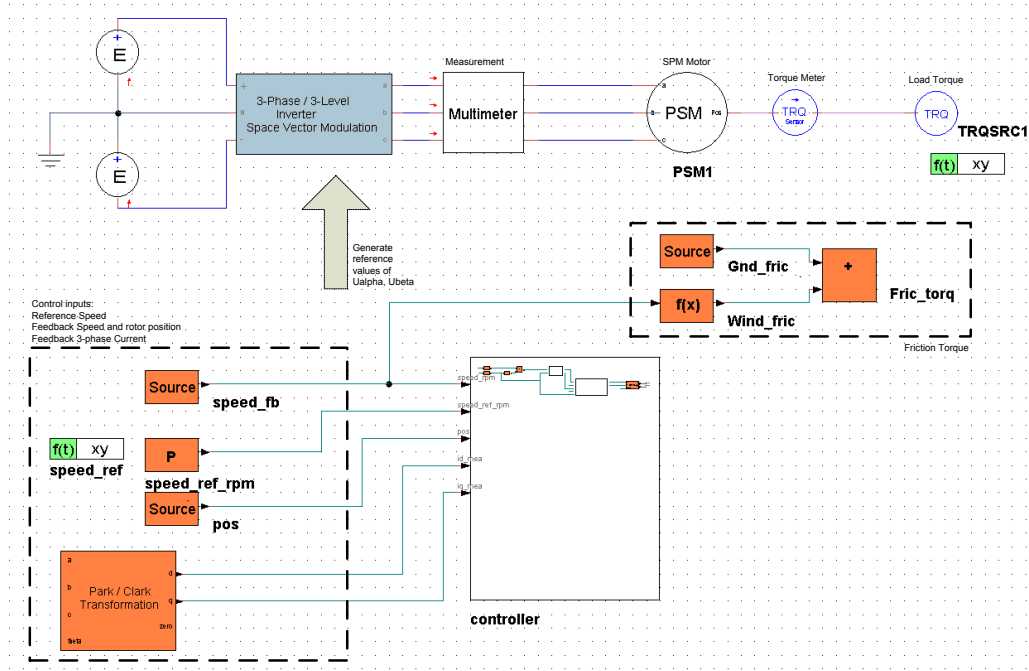 E
3-Phase / 3-Level
Inverter
Space Vector Modulation
+
N
-
a
b
c
Measurement
Multimeter
SPM Motor
a
b
c
PSM
Pos
PSM1
Torque Meter
TRQ
Sensor
Load Torque
TRQ
TRQSRC1
f(t) xy
E
Generate
reference
values of
Ualpha, Ubeta
Source
Gnd_fric
+
Fric_torq
f(x)
Wind_fric
Friction Torque
Control inputs:
Reference Speed
Feedback Speed and rotor position
Feedback 3-phase Current
Source
speed_fb
f(t) xy
speed_ref
P
speed_ref_rpm
Source
pos
a
b
c
theta
Park / Clark
Transformation
d
q
zero
speed_rpm
speed_ref_rpm
pos
id_mea
iq_mea
controller